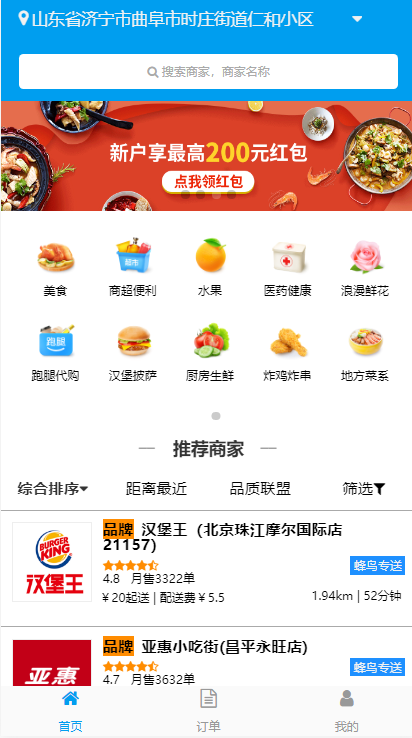 山东省济宁市曲阜市时庄街道仁和小区
搜索商家，商家名称
新户享最高200元红包
点我领红包
美食 商超便利 水果 医药健康 浪漫鲜花
超市
跑腿
跑腿代购 汉堡披萨 厨房生鲜 炸鸡炸串 地方菜系
推荐商家
综合排序 距离最近 品质联盟 筛选
BURGER
KING
汉堡王
品牌 汉堡王（北京珠江摩尔国际店
21157)
蜂鸟专送
4.8 月售3322单
¥20起送 | 配送费¥5.5 1.94km | 52分钟
亚惠
品牌 亚惠小吃街(昌平永旺店)
蜂鸟专送
4.7 月售3632单
首页 订单 我的